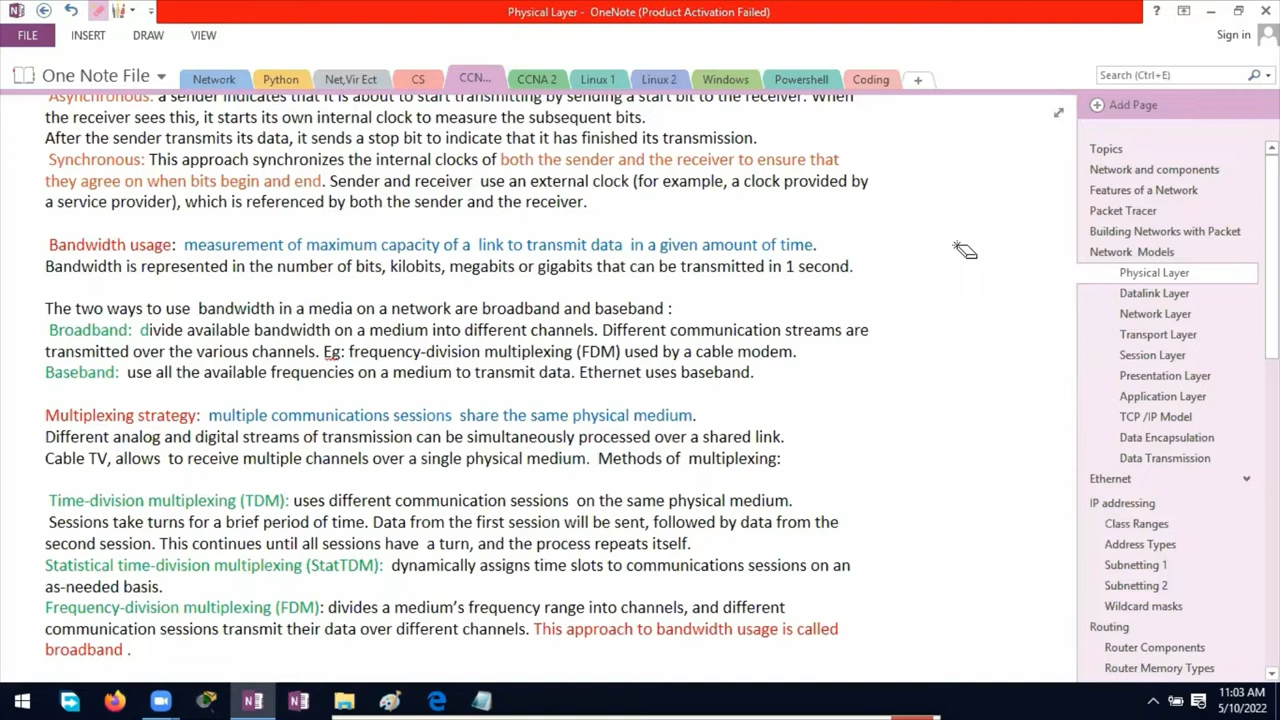 Physical Layer - OneNote (Product Activation Failed)
?
FILE INSERT DRAW VIEW
Sign in
One Note File
Network Python Net,Vir Ect CS CCN... CCNA 2 Linux 1 Linux 2 Windows Powershell Coding +
Search (Ctrl+E)
Asynchronous: a sender indicates that it is about to start transmitting by sending a start bit to the receiver. When
the receiver sees this, it starts its own internal clock to measure the subsequent bits.
After the sender transmits its data, it sends a stop bit to indicate that it has finished its transmission.
Synchronous: This approach synchronizes the internal clocks of both the sender and the receiver to ensure that
they agree on when bits begin and end. Sender and receiver use an external clock (for example, a clock provided by
a service provider), which is referenced by both the sender and the receiver.
Bandwidth usage: measurement of maximum capacity of a link to transmit data in a given amount of time.
Bandwidth is represented in the number of bits, kilobits, megabits or gigabits that can be transmitted in 1 second.
The two ways to use bandwidth in a media on a network are broadband and baseband :
Broadband: divide available bandwidth on a medium into different channels. Different communication streams are
transmitted over the various channels. Eg: frequency-division multiplexing (FDM) used by a cable modem.
Baseband: use all the available frequencies on a medium to transmit data. Ethernet uses baseband.
Multiplexing strategy: multiple communications sessions share the same physical medium.
Different analog and digital streams of transmission can be simultaneously processed over a shared link.
Cable TV, allows to receive multiple channels over a single physical medium. Methods of multiplexing:
Time-division multiplexing (TDM): uses different communication sessions on the same physical medium.
Sessions take turns for a brief period of time. Data from the first session will be sent, followed by data from the
second session. This continues until all sessions have a turn, and the process repeats itself.
Statistical time-division multiplexing (StatTDM): dynamically assigns time slots to communications sessions on an
as-needed basis.
Frequency-division multiplexing (FDM): divides a medium's frequency range into channels, and different
communication sessions transmit their data over different channels. This approach to bandwidth usage is called
broadband .
Add Page
Topics
Network and components
Features of a Network
Packet Tracer
Building Networks with Packet
Network Models
Physical Layer
Datalink Layer
Network Layer
Transport Layer
Session Layer
Presentation Layer
Application Layer
TCP /IP Model
Data Encapsulation
Data Transmission
Ethernet
IP addressing
Class Ranges
Address Types
Subnetting 1
Subnetting 2
Wildcard masks
Routing
Router Components
Router Memory Types
11:03 AM
5/10/2022